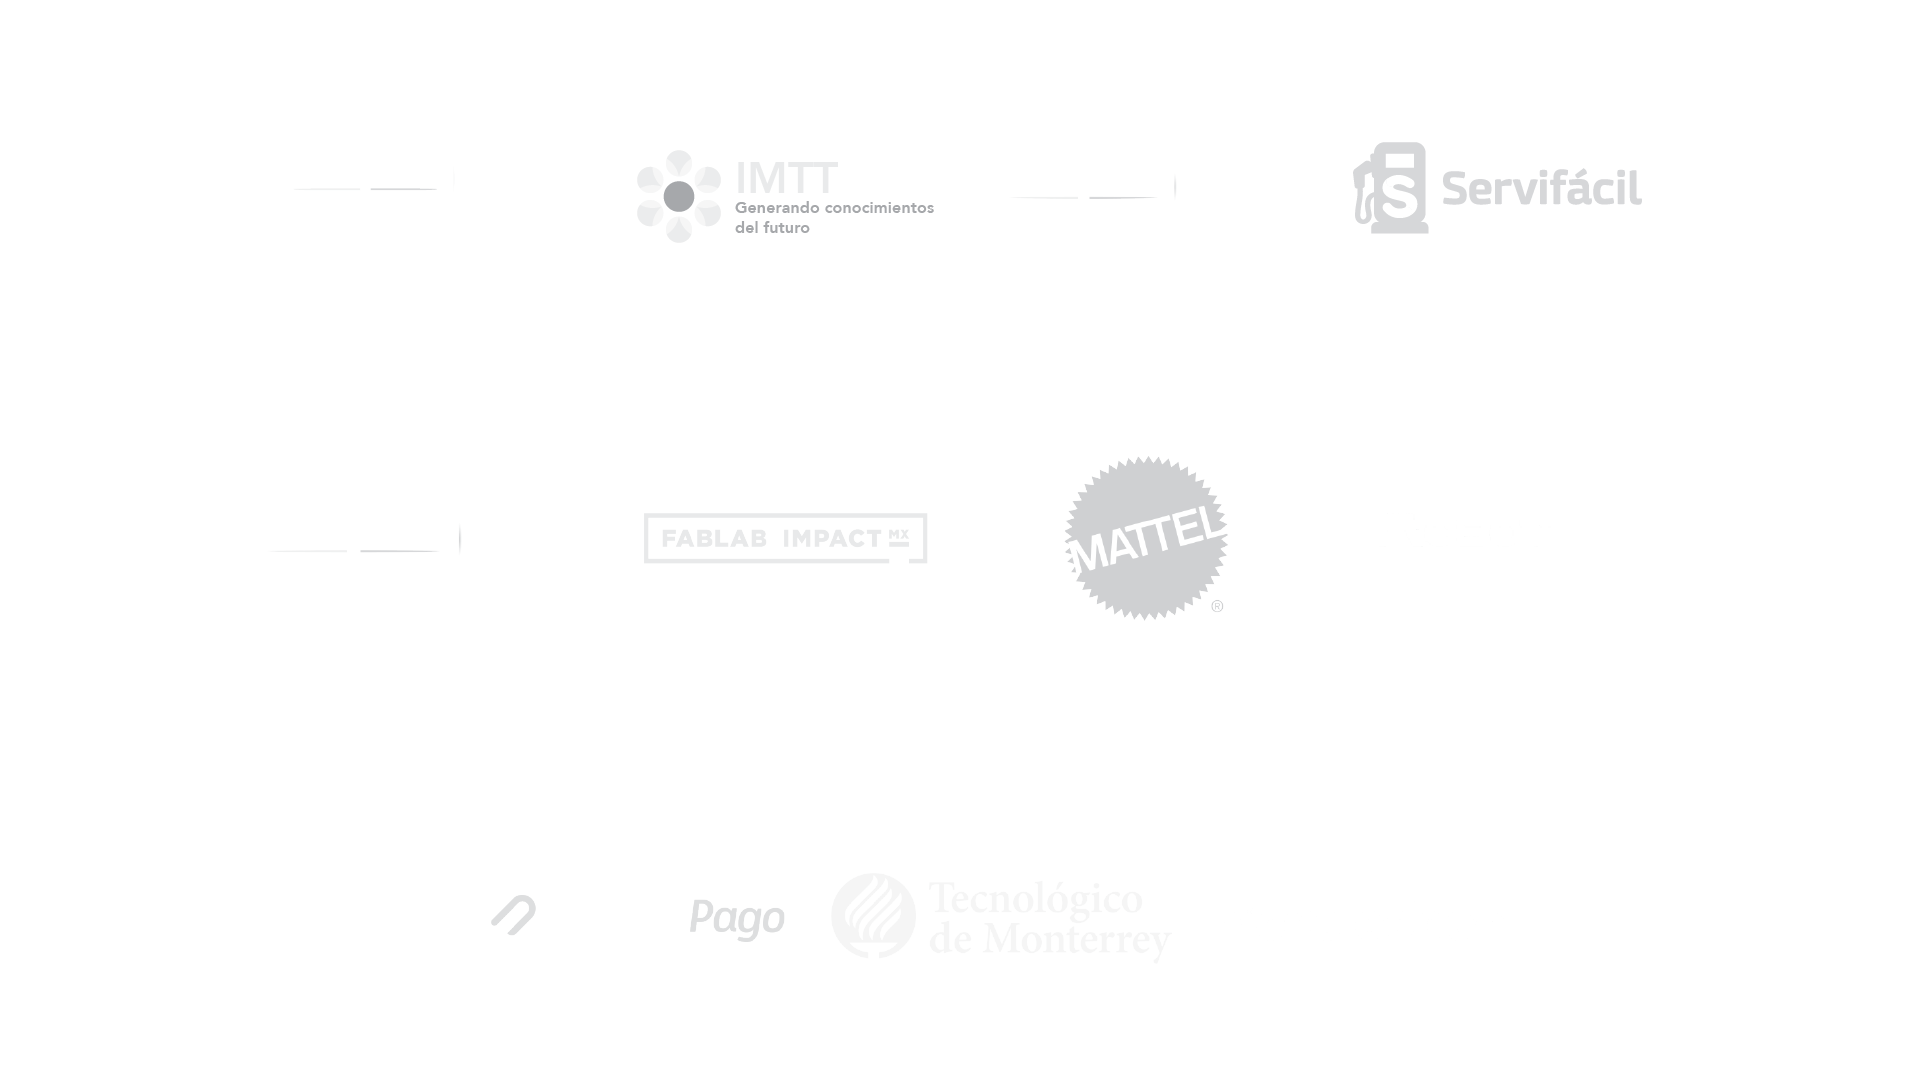 IMTT
Generando conocimientos
del futuro
S Servifácil
FABLAB IMPACT MX
MATTEL
®
Pago
Tecnológico
de Monterrey